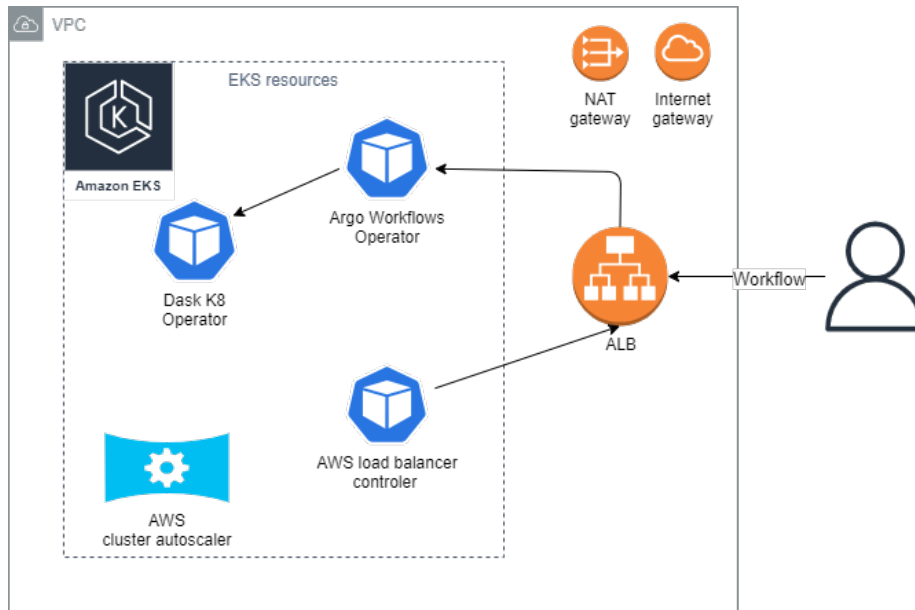 VPC
EKS resources
NAT
gateway
Internet
gateway
K
Amazon EKS
Argo Workflows
Operator
Dask K8
Operator
Workflow
ALB
AWS load balancer
controler
AWS
cluster autoscaler